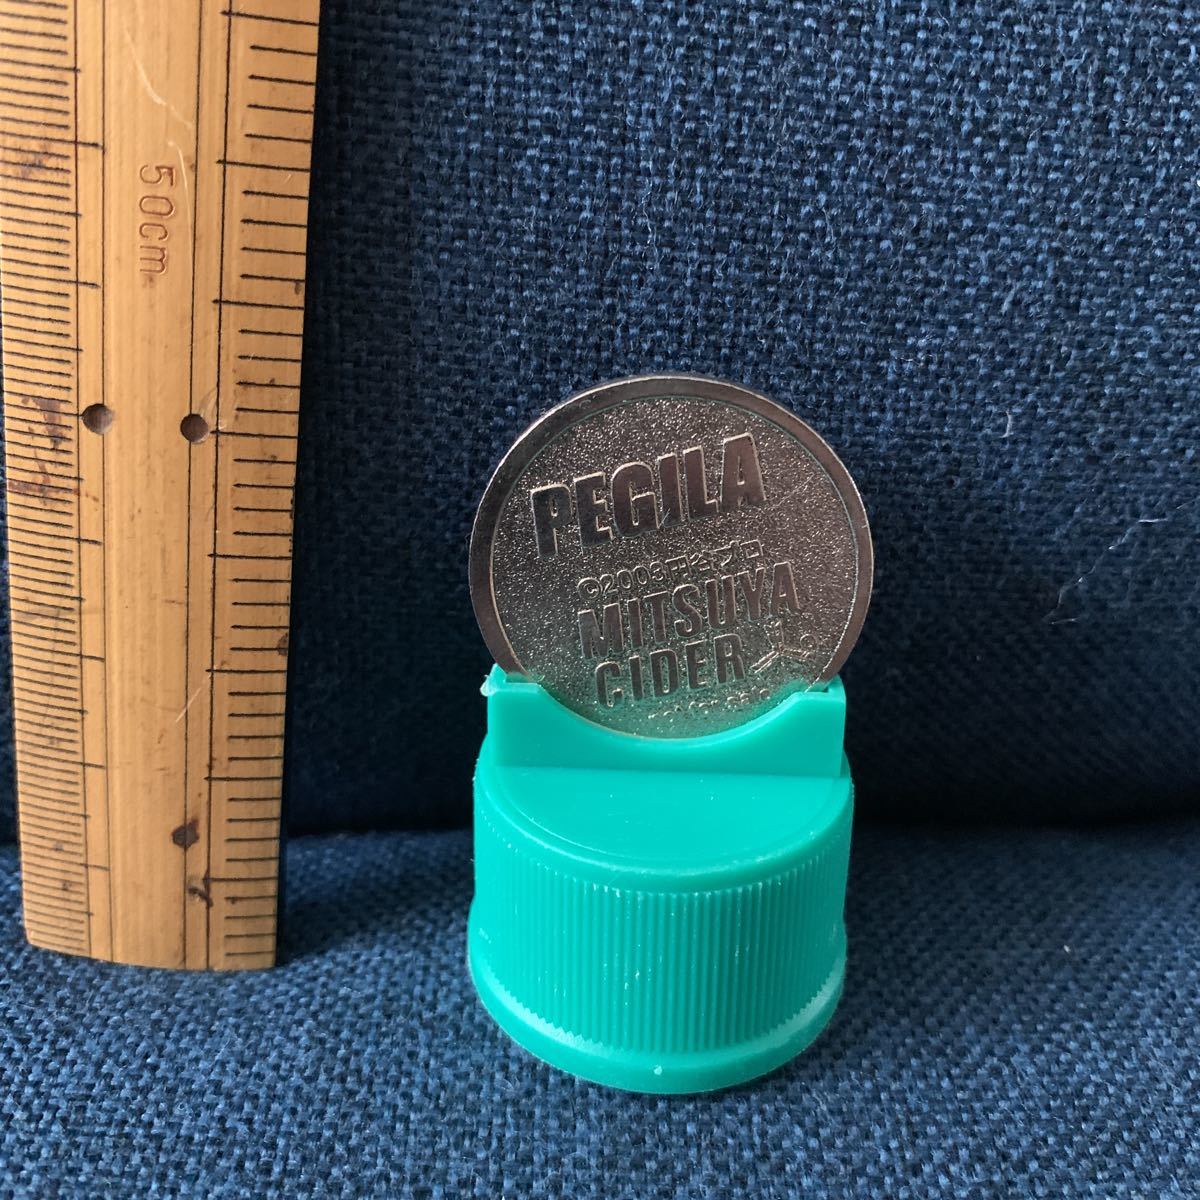 50cm
PEGILA
©2003円谷プロ
MITSUYA
CIDER